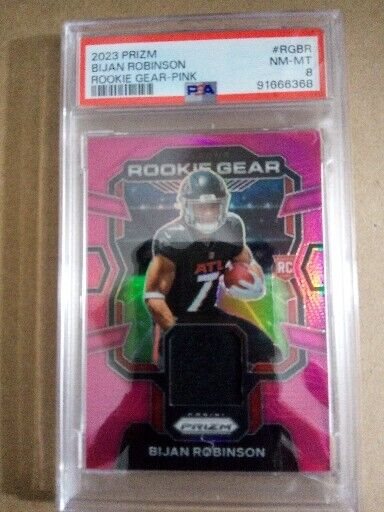 2023 PRIZM #RGBR
BIJAN ROBINSON NM-MT
ROOKIE GEAR-PINK 8
PSA 91666368
ROOKIE GEAR
ATL
7
RC
PANINI
PRIZM
BIJAN ROBINSON